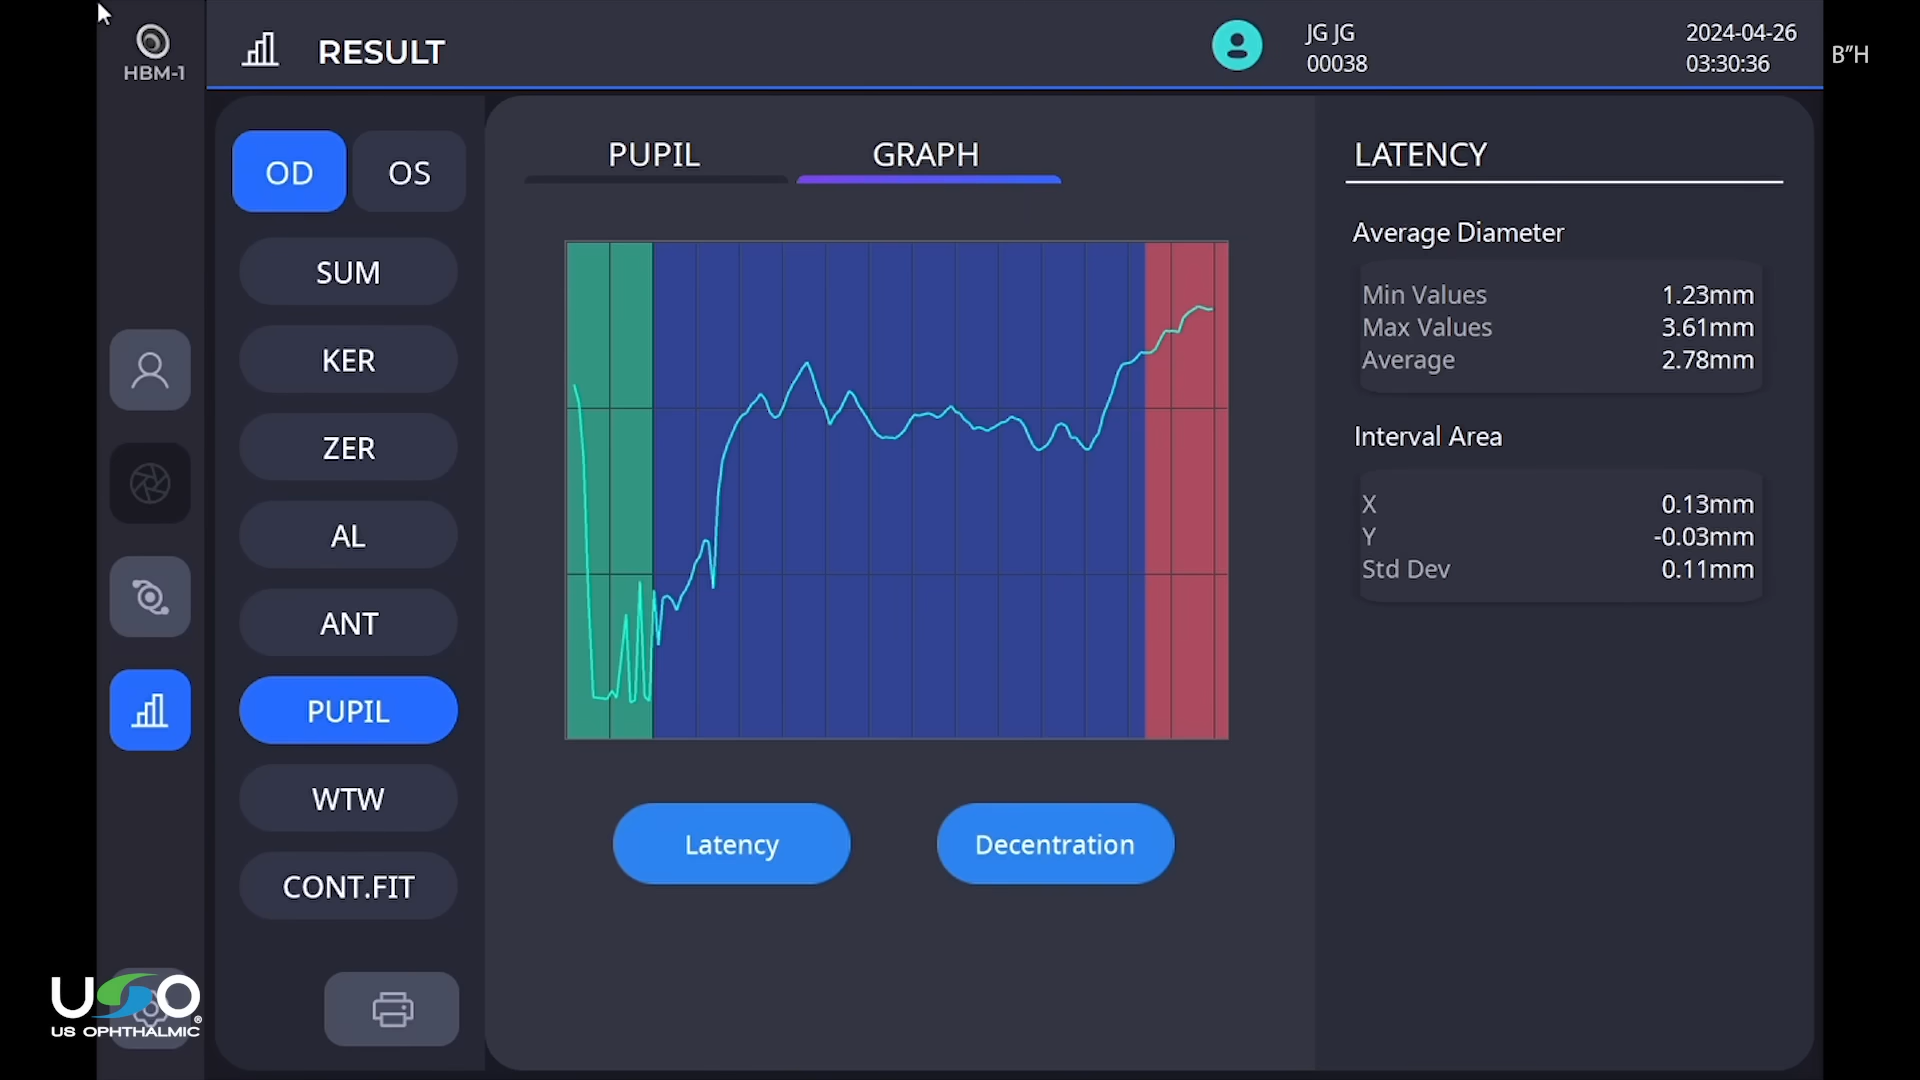 HBM-1
RESULT
JG JG
00038
2024-04-26
03:30:36
B”H
OD
OS
SUM
KER
ZER
AL
ANT
PUPIL
WTW
CONT.FIT
PUPIL
GRAPH
Latency
Decentration
LATENCY
Average Diameter
Min Values 1.23mm
Max Values 3.61mm
Average 2.78mm
Interval Area
X 0.13mm
Y -0.03mm
Std Dev 0.11mm
USO
US OPHTHALMIC®